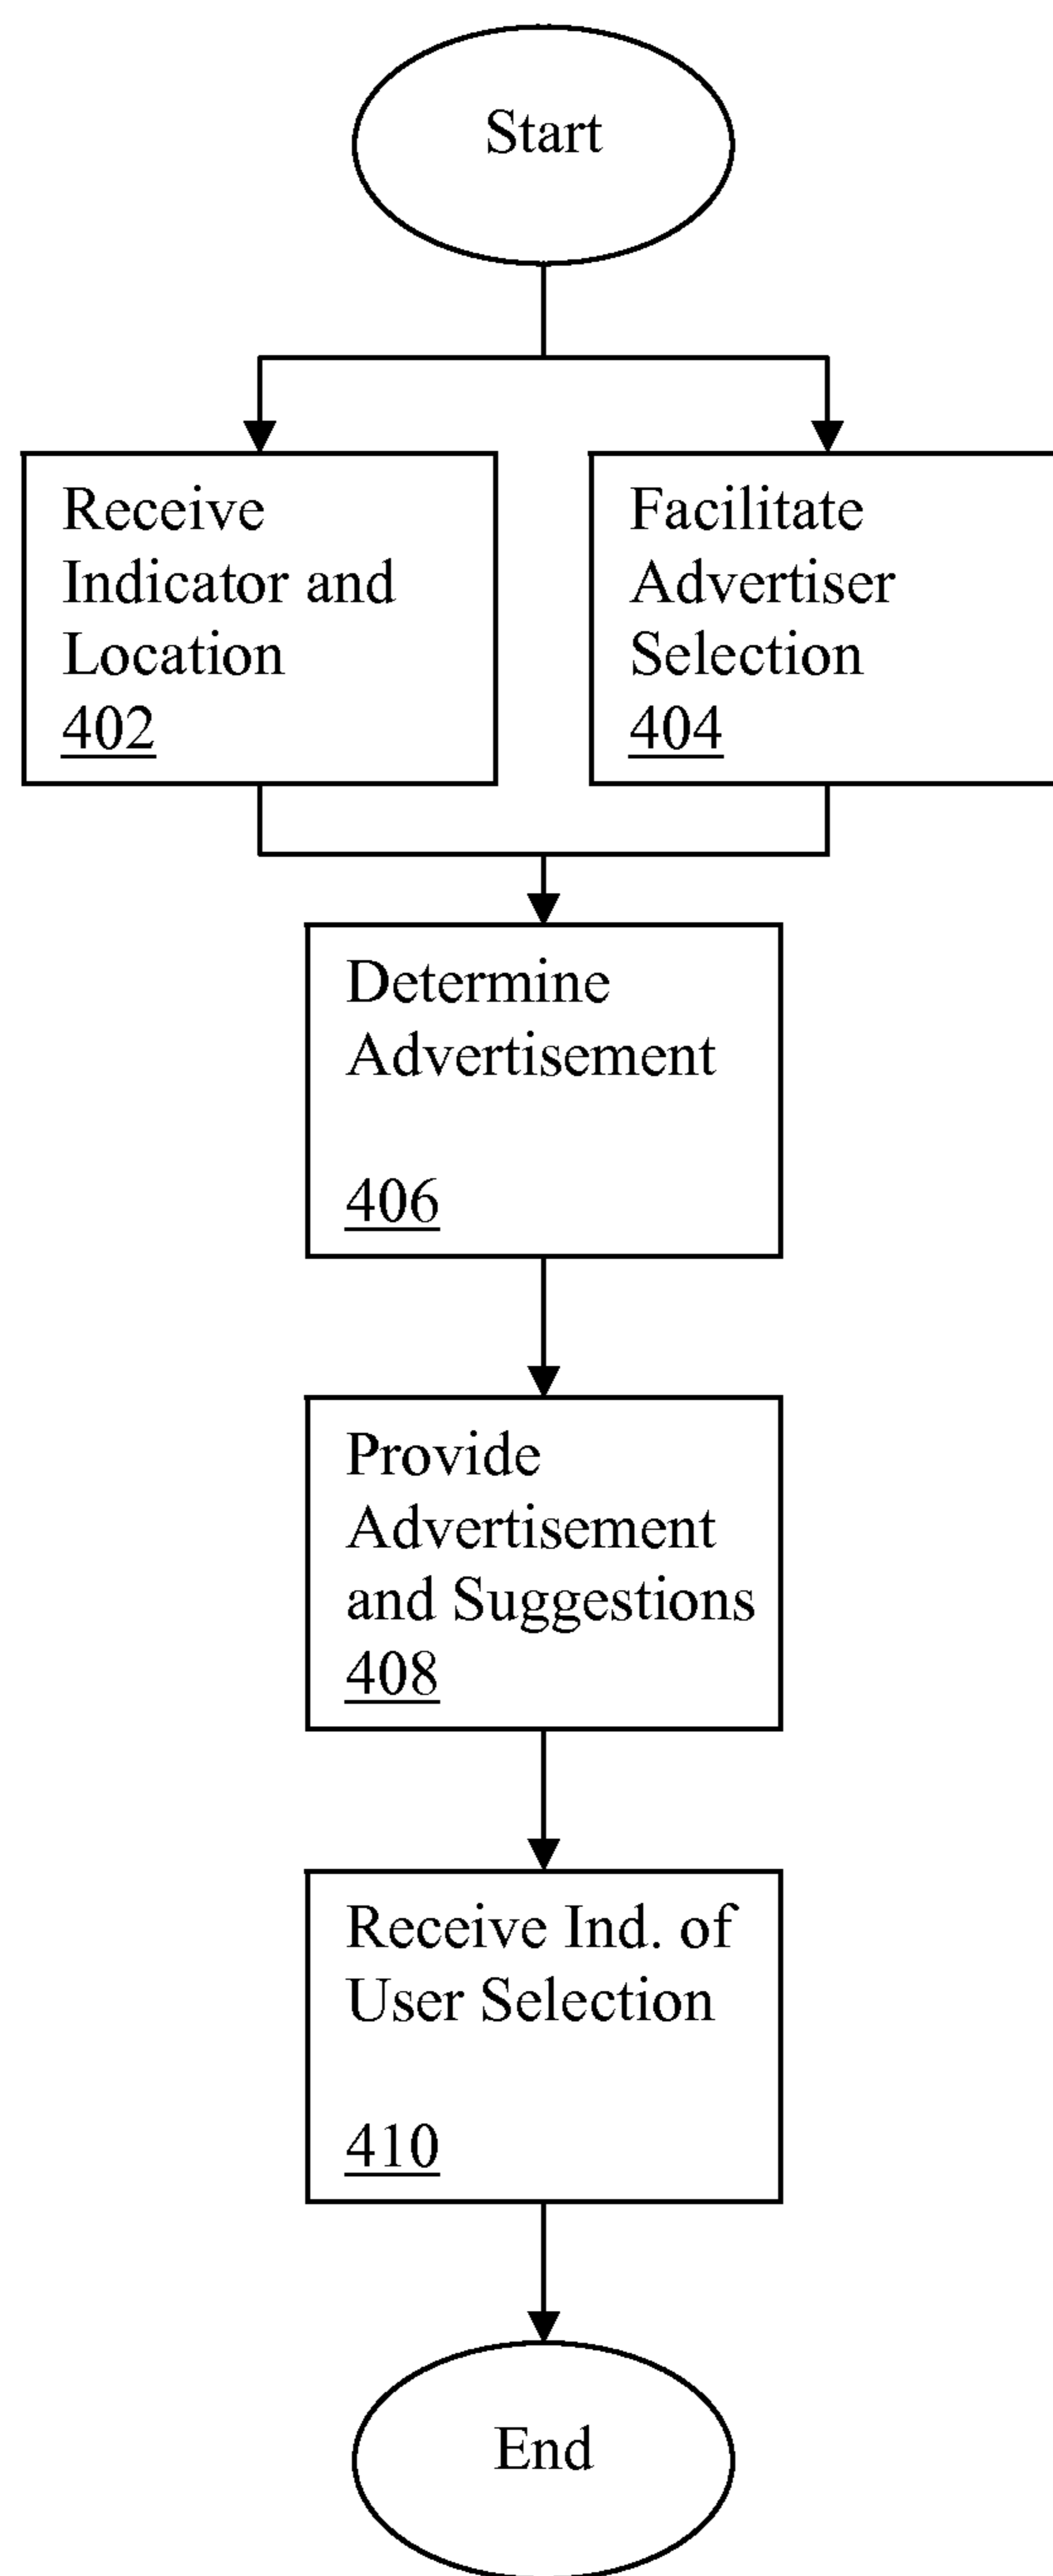 Start
Receive
Indicator and
Location
402
Facilitate
Advertiser
Selection
404
Determine
Advertisement
406
Provide
Advertisement
and Suggestions
408
Receive Ind. of
User Selection
410
End